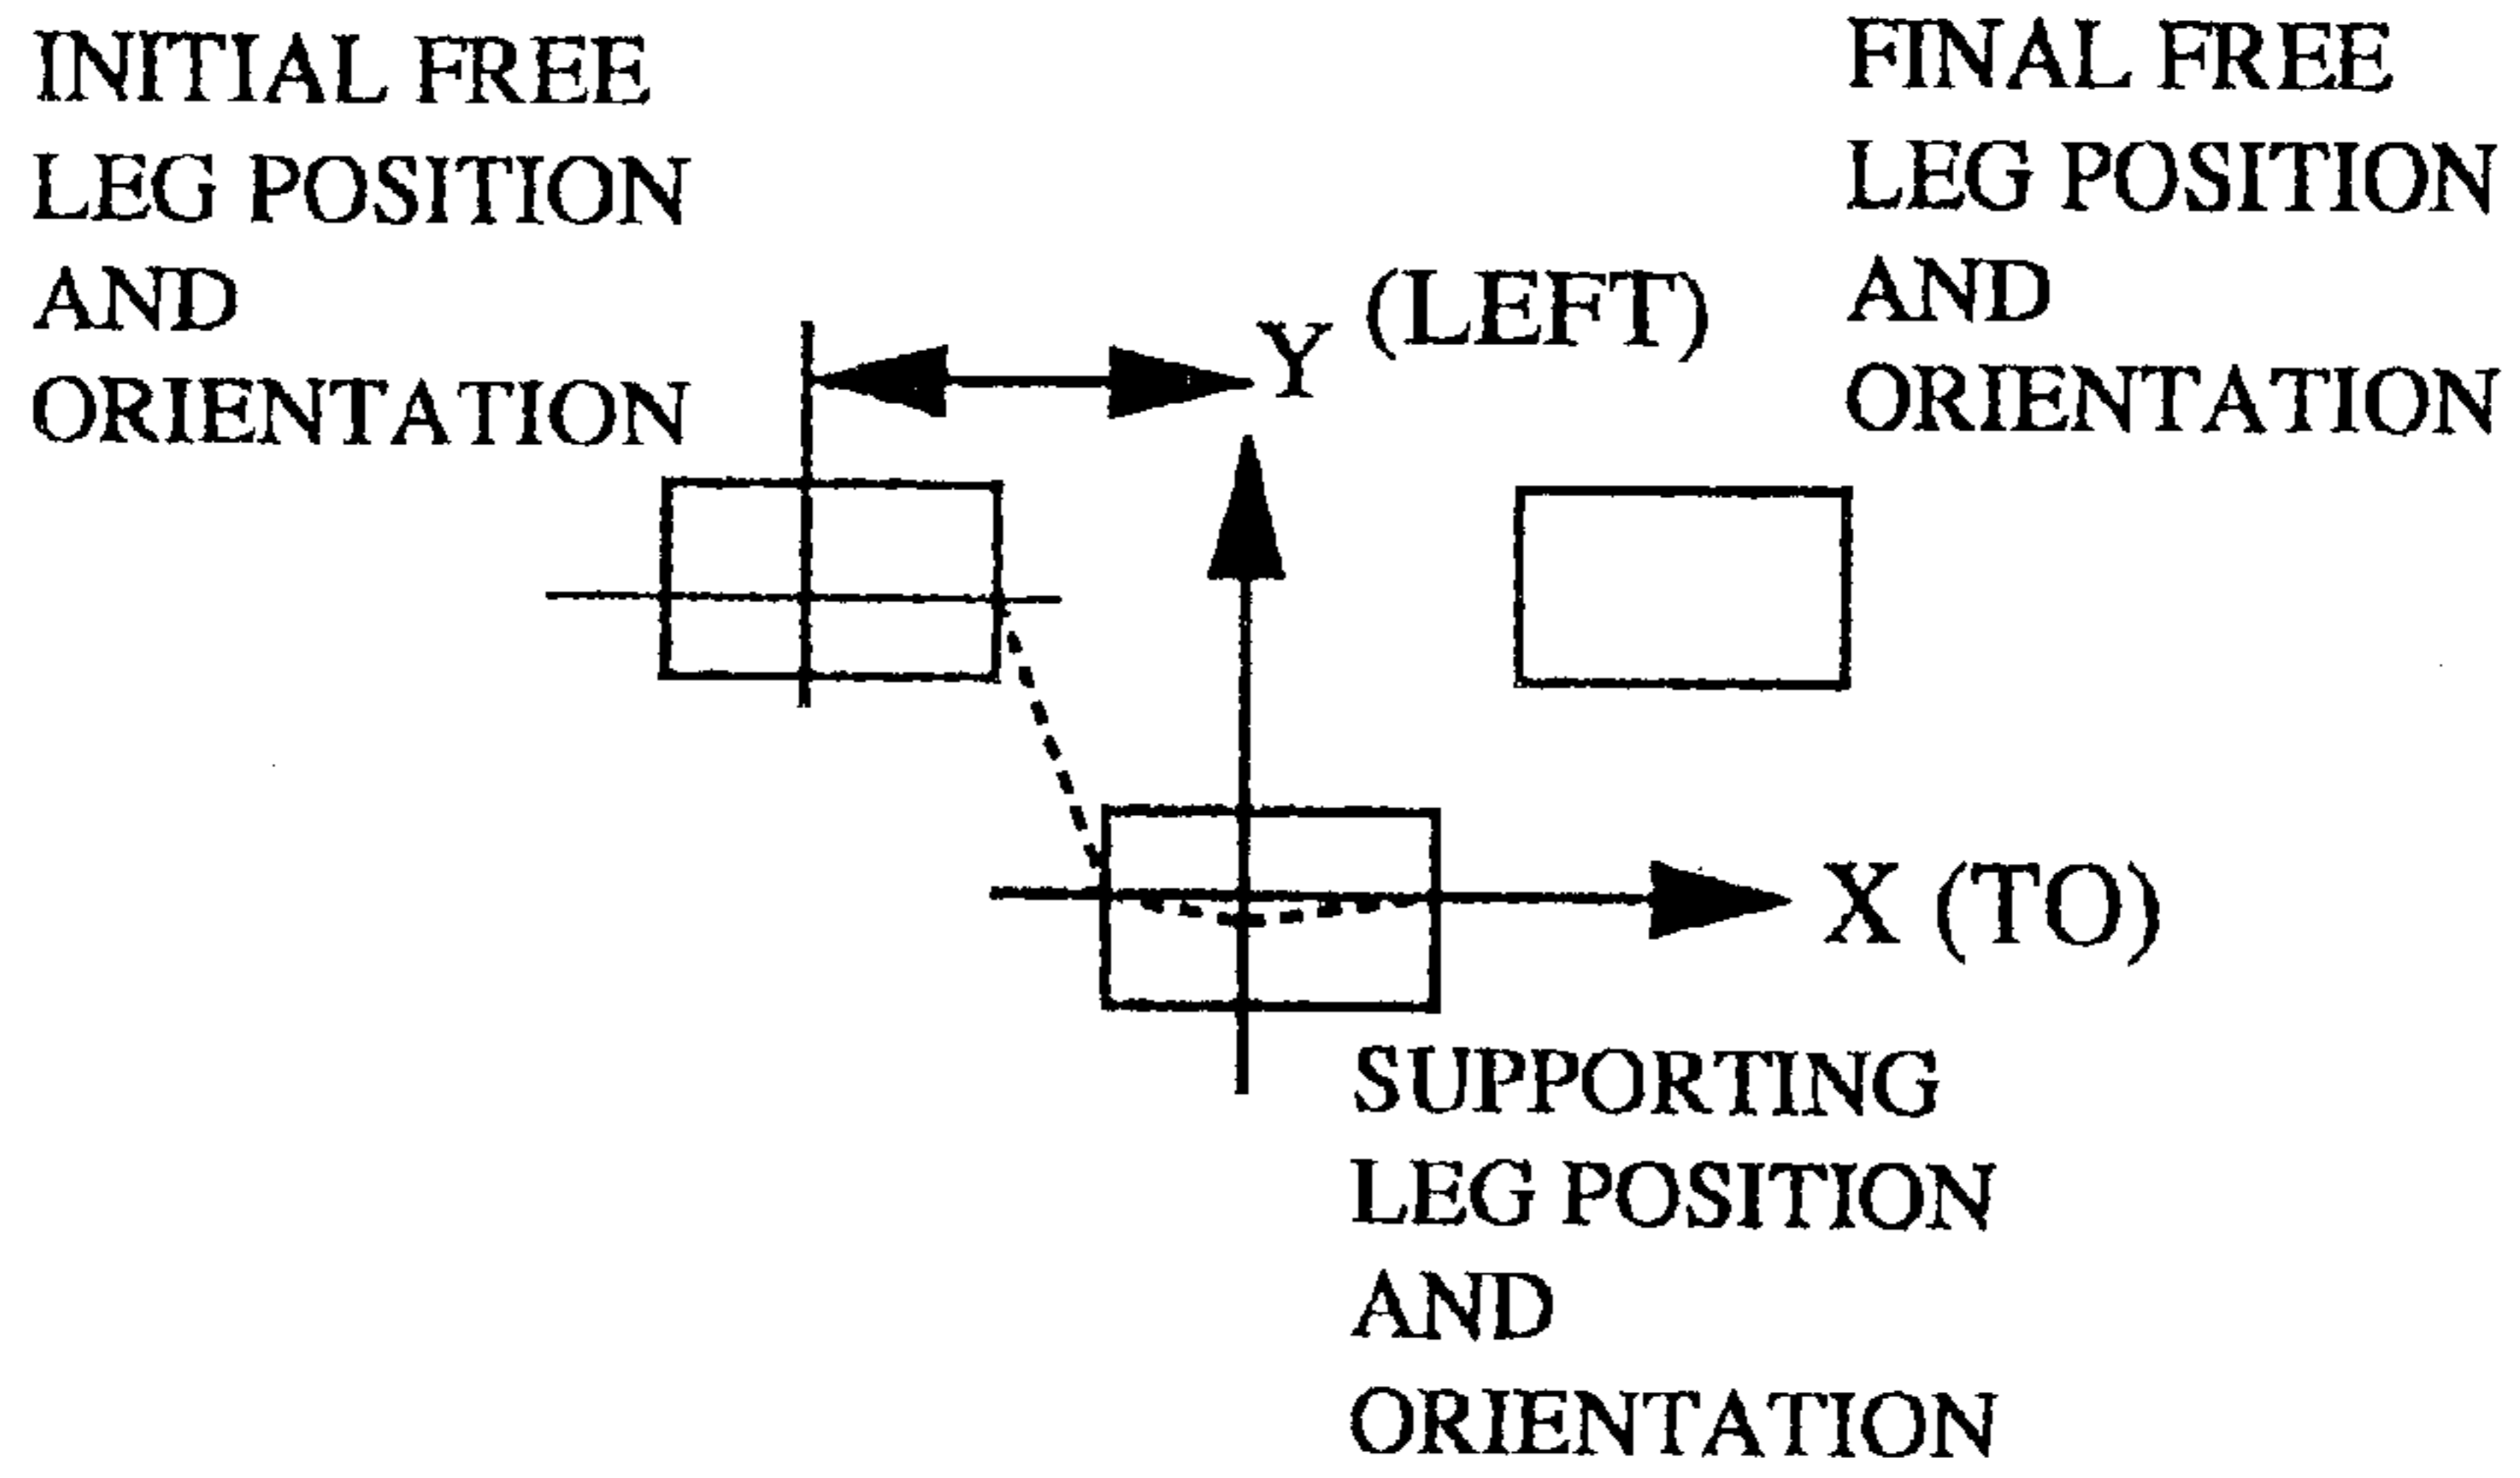 INITIAL FREE
LEG POSITION
AND
ORIENTATION
FINAL FREE
LEG POSITION
AND
ORIENTATION
Y (LEFT)
X (TO)
SUPPORTING
LEG POSITION
AND
ORIENTATION